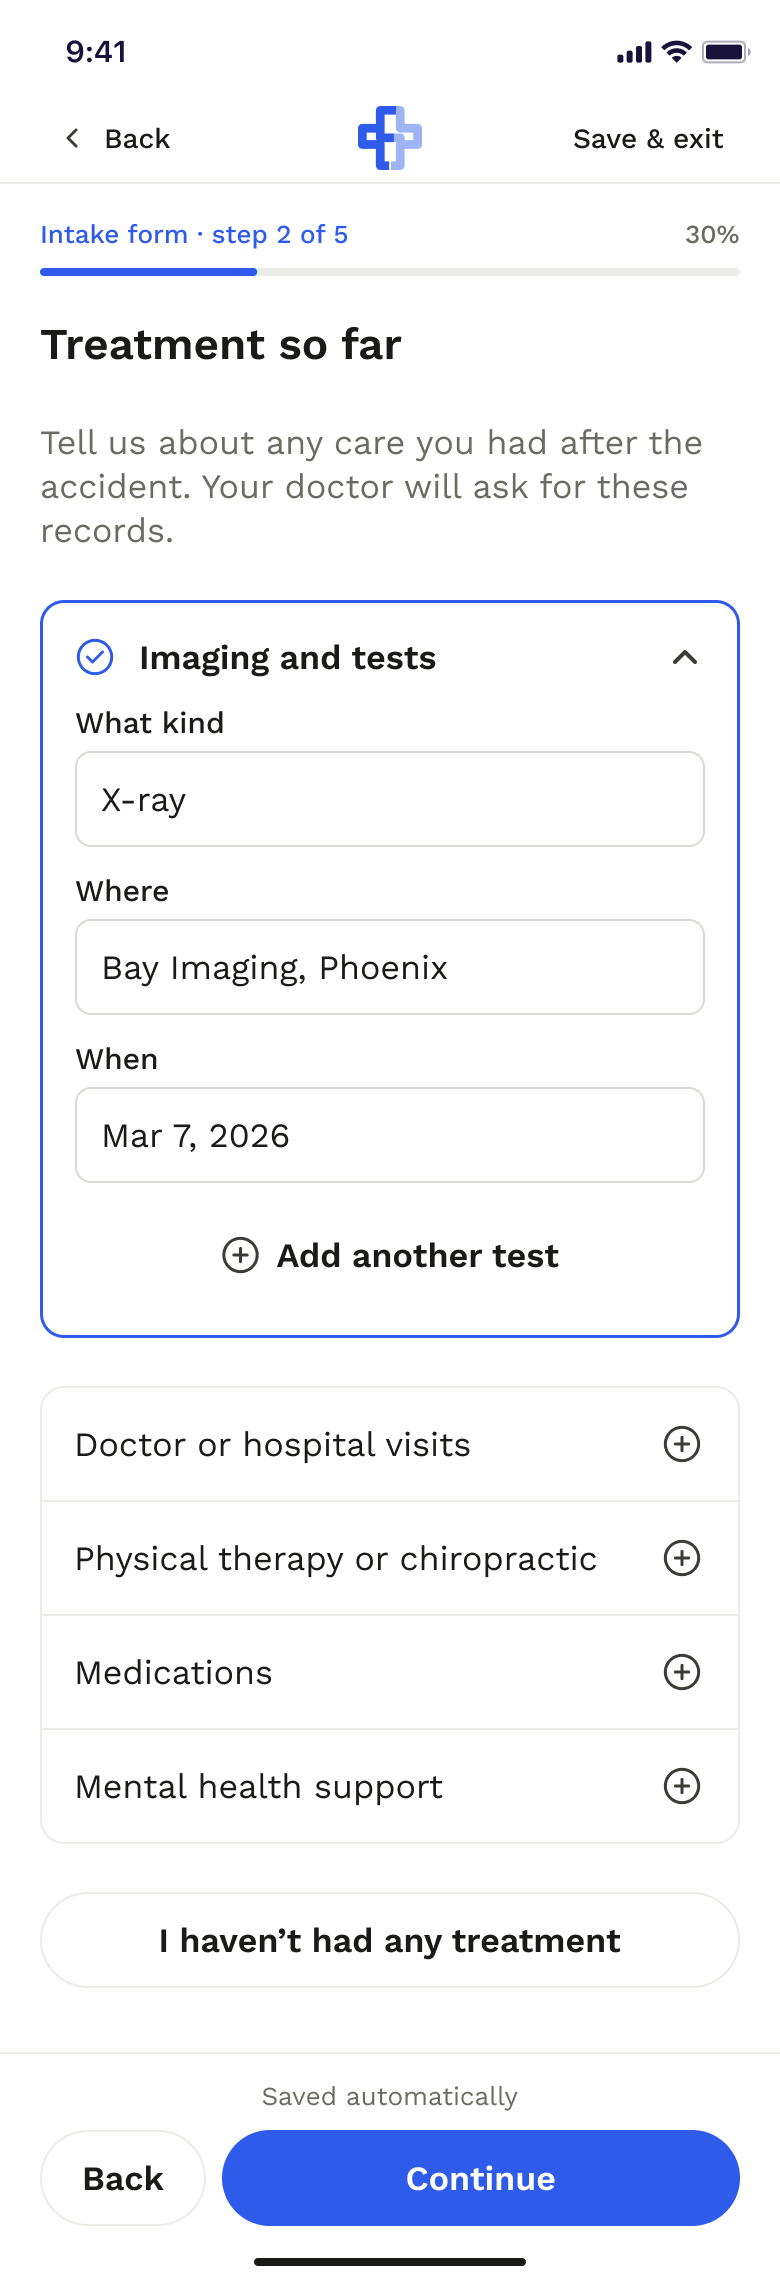 9:41
Back
Save & exit
Intake form · step 2 of 5
30%
Treatment so far
Tell us about any care you had after the
accident. Your doctor will ask for these
records.
Imaging and tests
What kind
X-ray
Where
Bay Imaging, Phoenix
When
Mar 7, 2026
Add another test
Doctor or hospital visits
Physical therapy or chiropractic
Medications
Mental health support
I haven’t had any treatment
Saved automatically
Back
Continue